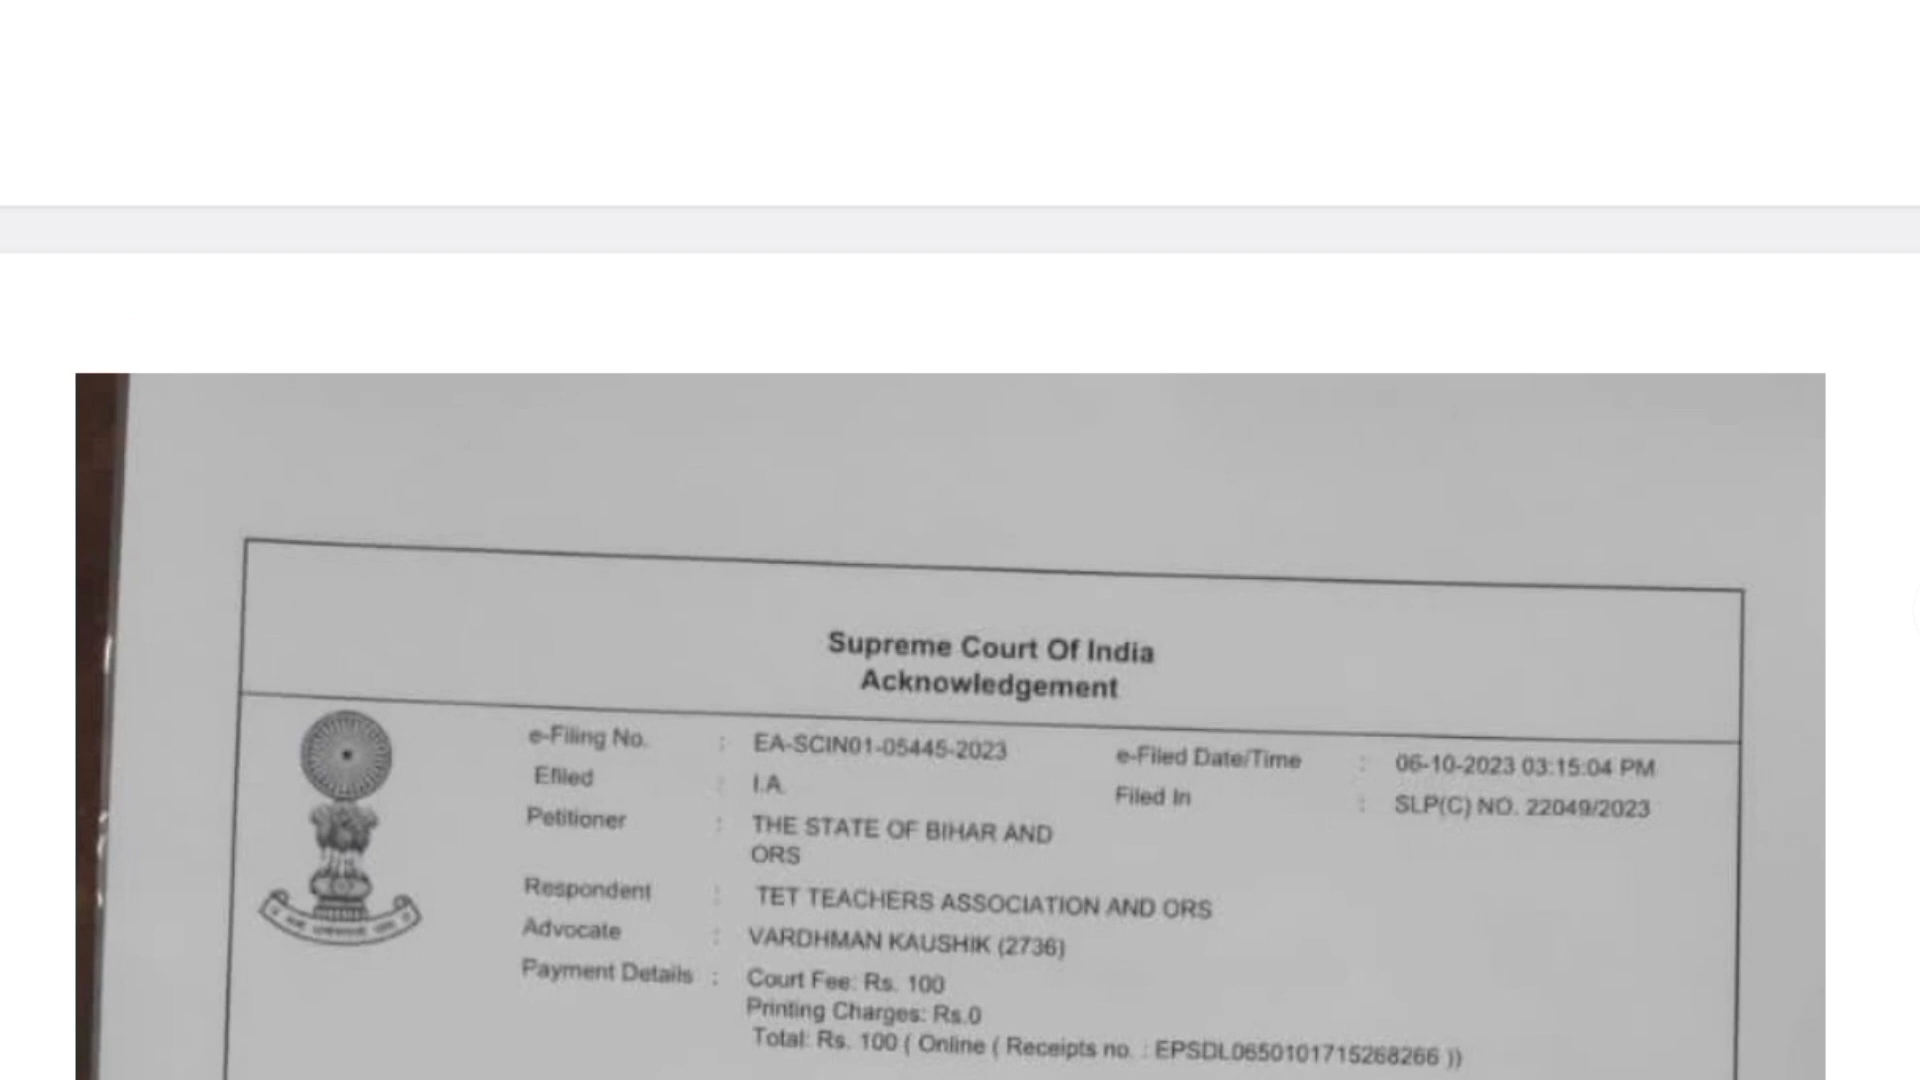 Supreme Court Of India
Acknowledgement
e-Filing No. : EA-SCIN01-05445-2023 e-Filed Date/Time : 06-10-2023 03:15:04 PM
Efiled : I.A. Filed In : SLP(C) NO. 22049/2023
Petitioner : THE STATE OF BIHAR AND
ORS
Respondent : TET TEACHERS ASSOCIATION AND ORS
Advocate : VARDHMAN KAUSHIK (2736)
Payment Details : Court Fee: Rs. 100
Printing Charges: Rs.0
Total: Rs. 100 ( Online ( Receipts no. : EPSDL0650101715268266 ))